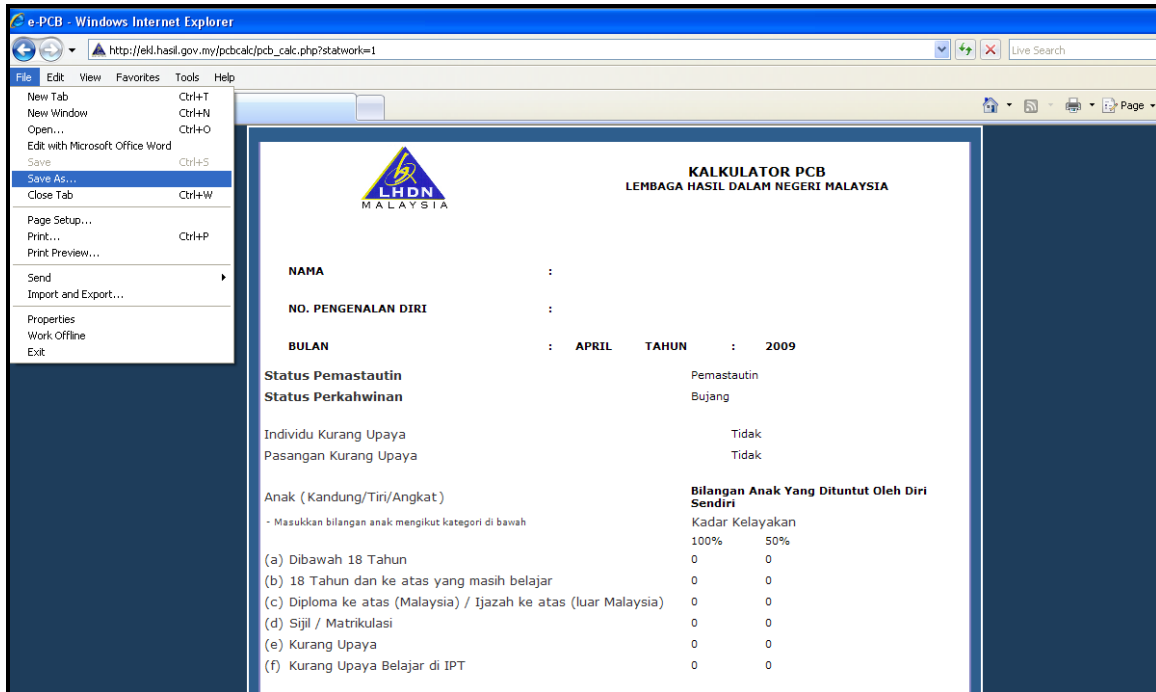 e-PCB - Windows Internet Explorer
http://ekl.hasil.gov.my/pcbcalc/pcb_calc.php?statwork=1
Live Search
File Edit View Favorites Tools Help
New Tab Ctrl+T
New Window Ctrl+N
Open... Ctrl+O
Edit with Microsoft Office Word
Save Ctrl+S
Save As...
Close Tab Ctrl+W
Page Setup...
Print... Ctrl+P
Print Preview...
Send
Import and Export...
Properties
Work Offline
Exit
Page
LHDN
MALAYSIA
KALKULATOR PCB
LEMBAGA HASIL DALAM NEGERI MALAYSIA
NAMA :
NO. PENGENALAN DIRI :
BULAN : APRIL TAHUN : 2009
Status Pemastautin Pemastautin
Status Perkahwinan Bujang
Individu Kurang Upaya Tidak
Pasangan Kurang Upaya Tidak
Anak (Kandung/Tiri/Angkat) Bilangan Anak Yang Dituntut Oleh Diri
Sendiri
- Masukkan bilangan anak mengikut kategori di bawah Kadar Kelayakan
100% 50%
(a) Dibawah 18 Tahun 0 0
(b) 18 Tahun dan ke atas yang masih belajar 0 0
(c) Diploma ke atas (Malaysia) / Ijazah ke atas (luar Malaysia) 0 0
(d) Sijil / Matrikulasi 0 0
(e) Kurang Upaya 0 0
(f) Kurang Upaya Belajar di IPT 0 0